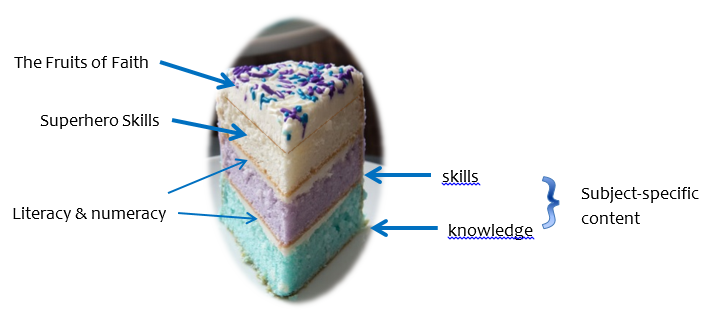 The Fruits of Faith
Superhero Skills
Literacy & numeracy
skills
knowledge
Subject-specific
content